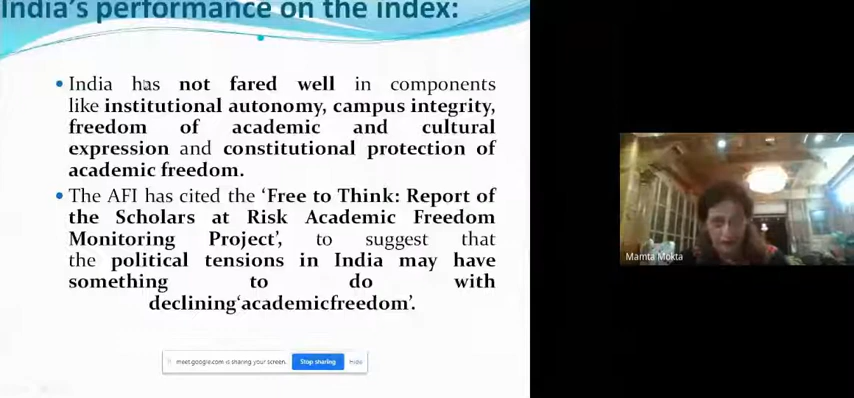 India's performance on the index:
• India has not fared well in components
like institutional autonomy, campus integrity,
freedom of academic and cultural
expression and constitutional protection of
academic freedom.
• The AFI has cited the 'Free to Think: Report of
the Scholars at Risk Academic Freedom
Monitoring Project', to suggest that
the political tensions in India may have
something to do with
declining'academicfreedom'.
meet.google.com is sharing your screen. Stop sharing Hide
Mamta Mokta